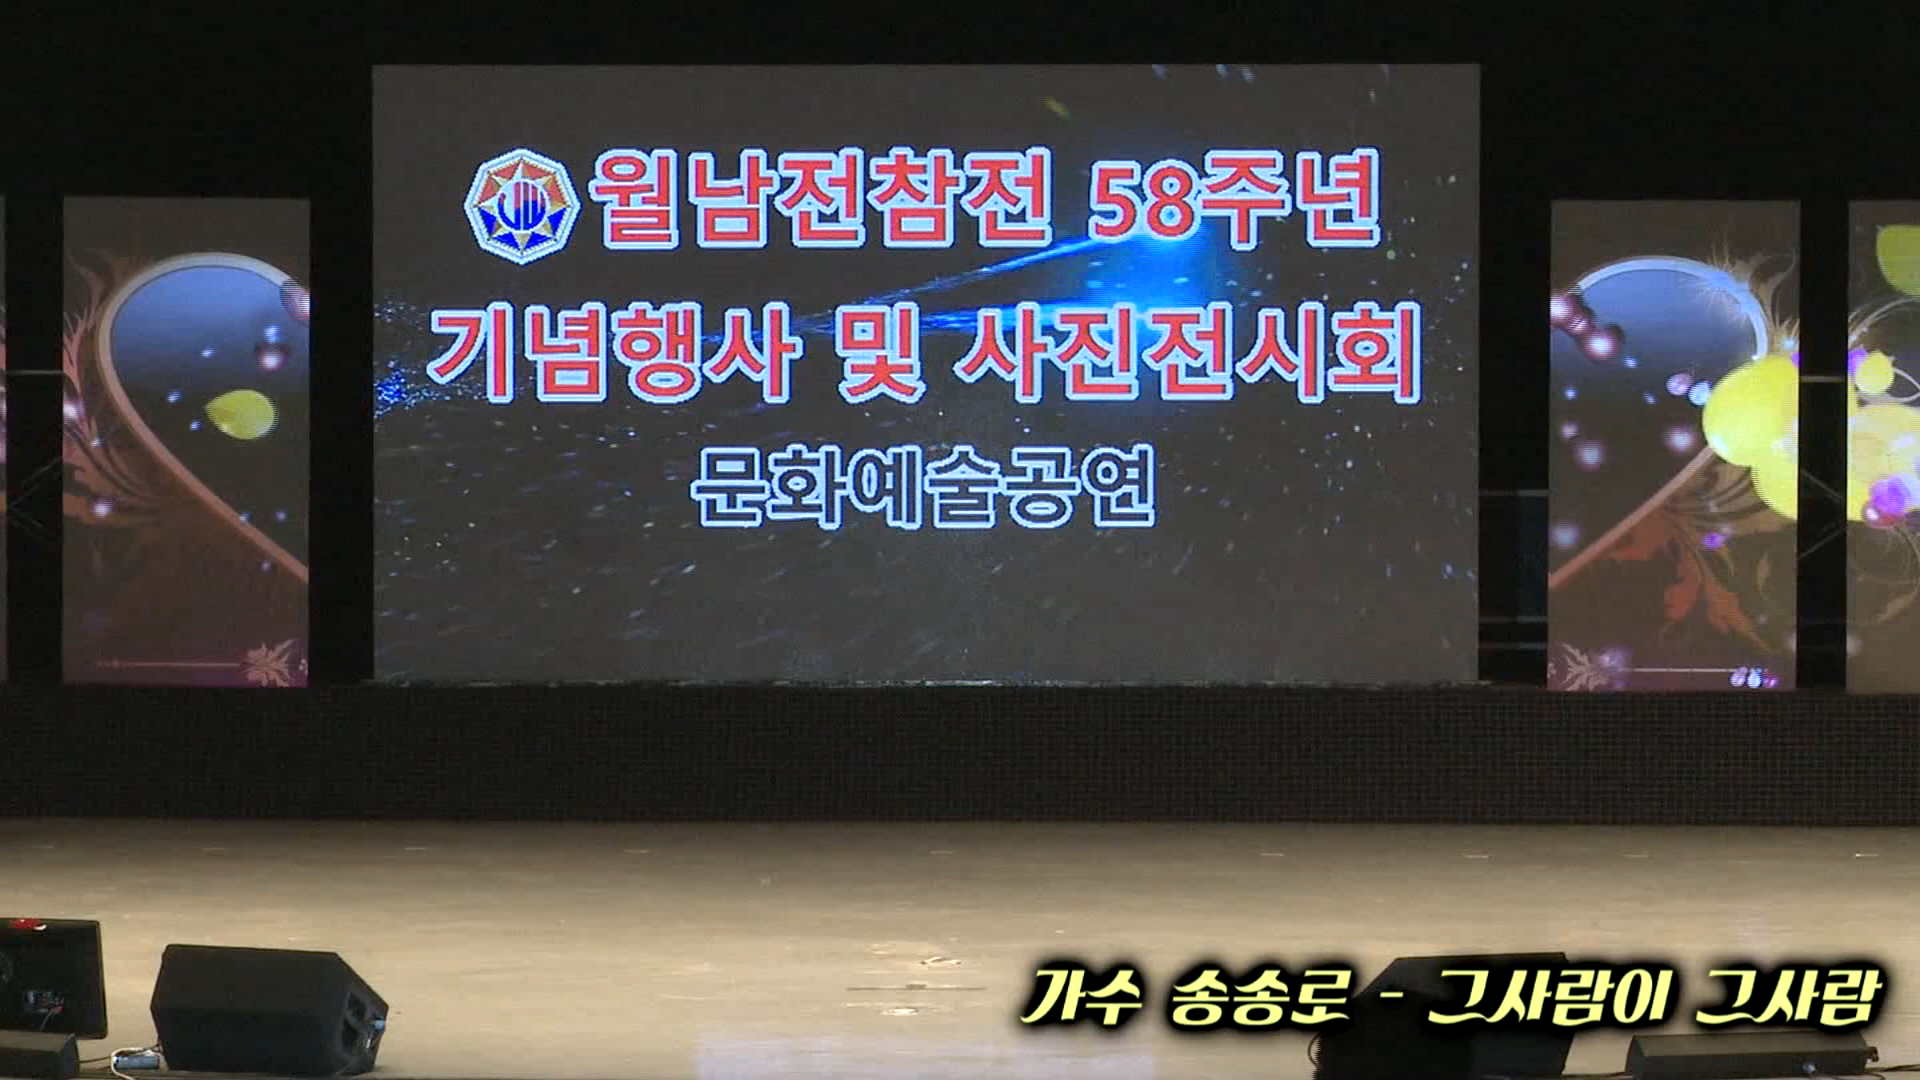 월남전참전 58주년
기념행사 및 사진전시회
문화예술공연
가수 송송로 - 그사람이 그사람